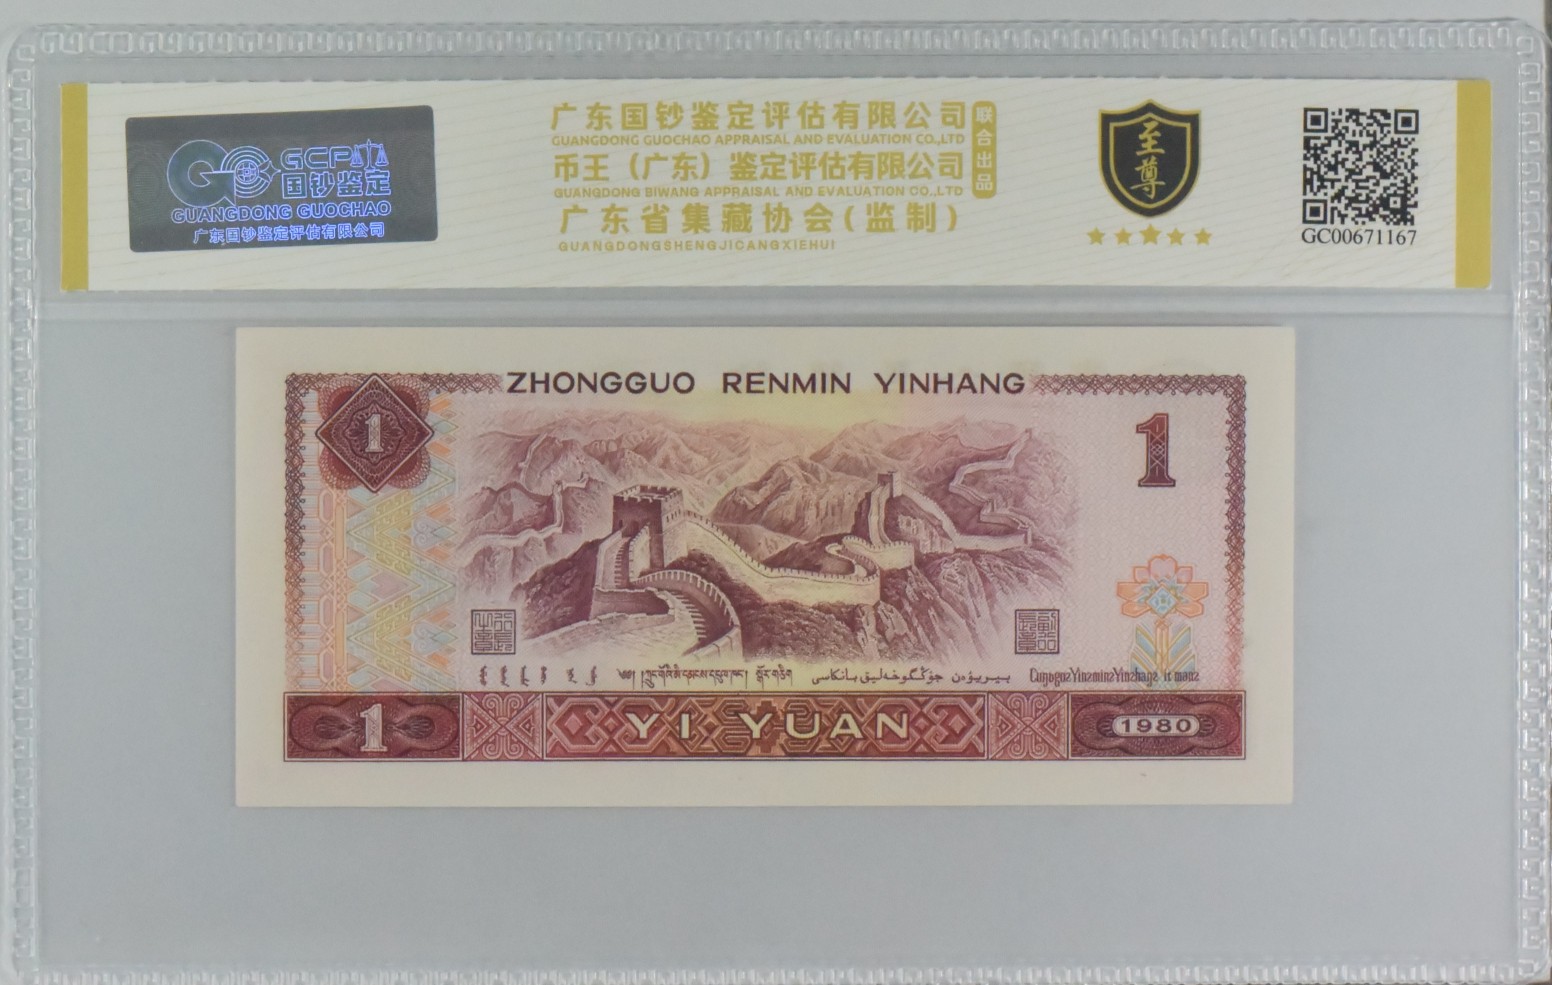 GCP
国钞鉴定
GUANGDONG GUOCHAO
广东国钞鉴定评估有限公司
广东国钞鉴定评估有限公司
GUANGDONG GUOCHAO APPRAISAL AND EVALUATION CO.,LTD
币王（广东）鉴定评估有限公司
GUANGDONG BIWANG APPRAISAL AND EVALUATION CO.,LTD
广东省集藏协会(监制)
GUANGDONGSHENGJICANGXIEHUI
联合出品
至尊
GC00671167
ZHONGGUO RENMIN YINHANG
1
1
1
YI YUAN
1980